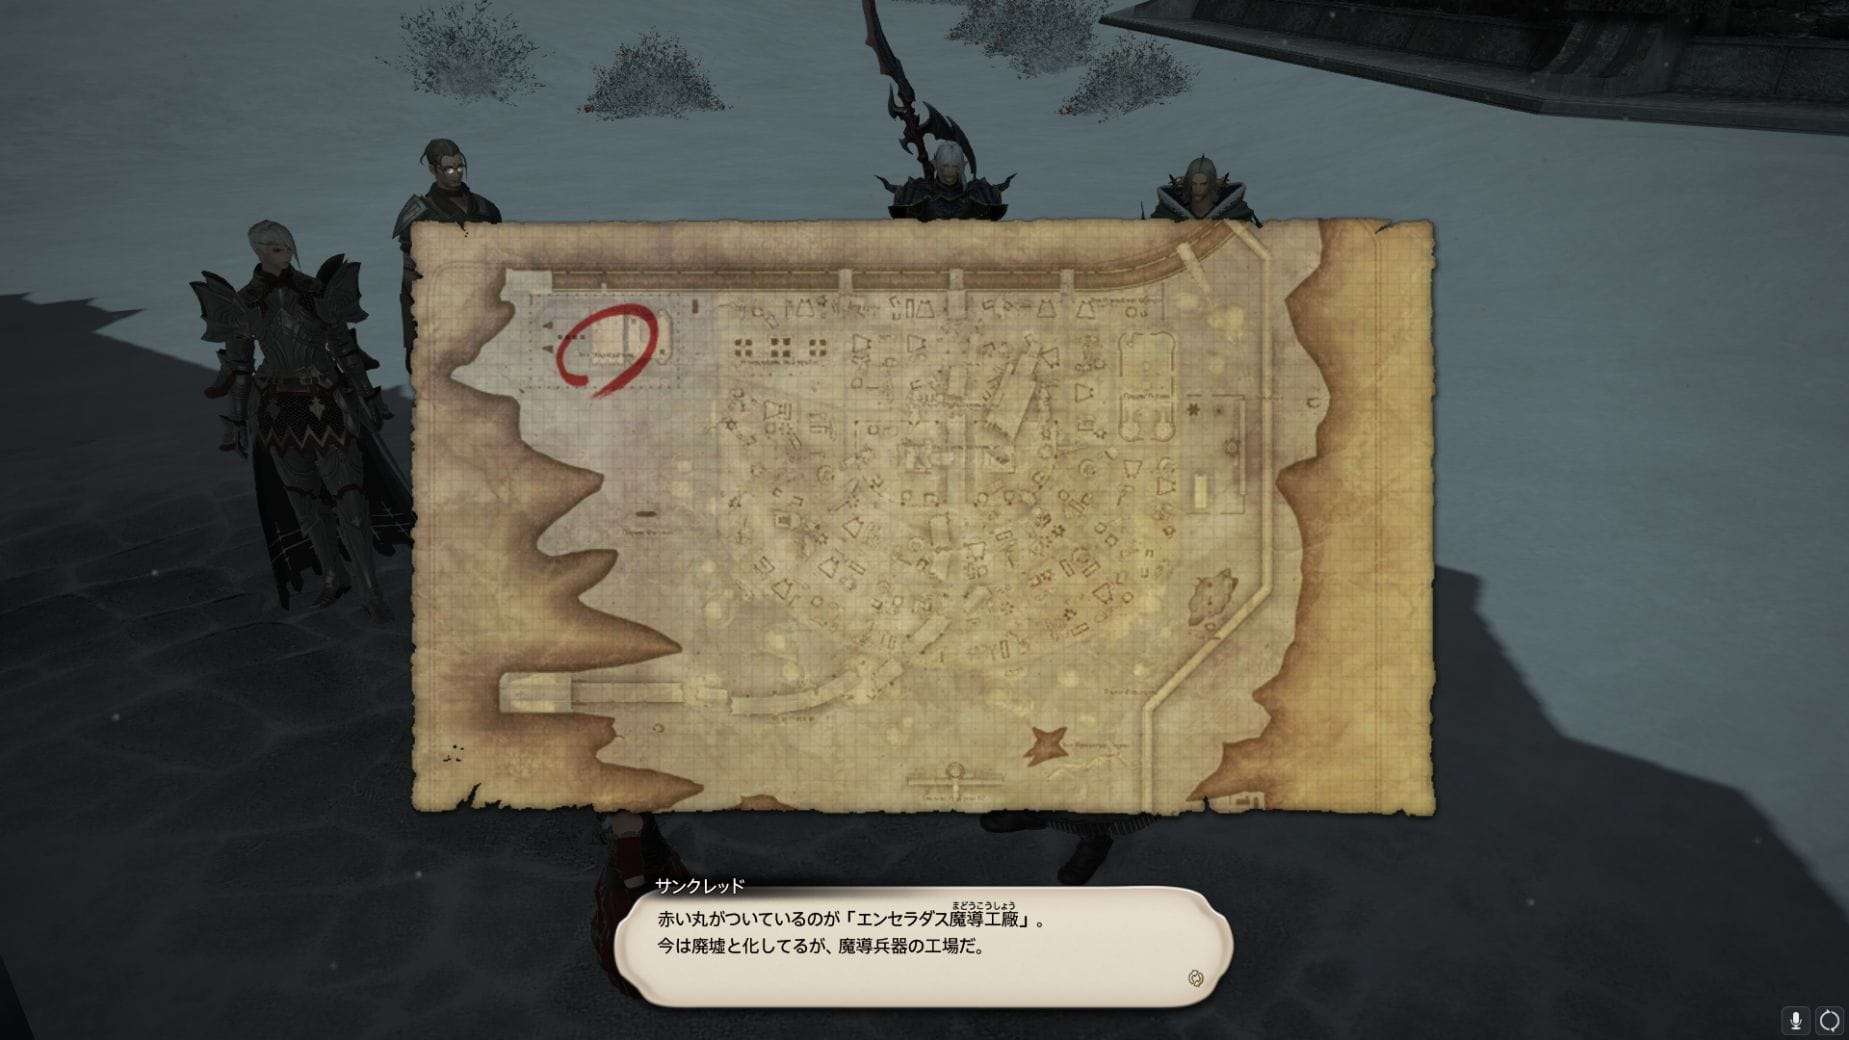 サンクレッド
まどうこうしょう
赤い丸がついているのが「エンセラダス魔導工廠」。
今は廃墟と化してるが、魔導兵器の工場だ。